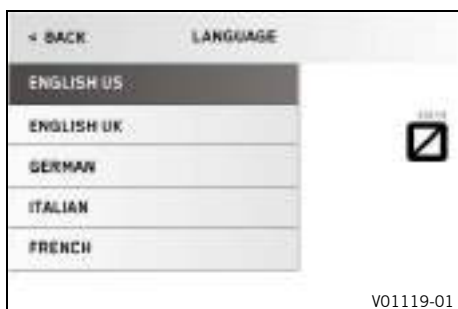 < BACK LANGUAGE
ENGLISH US
ENGLISH UK
GERMAN
ITALIAN
FRENCH
V01119-01